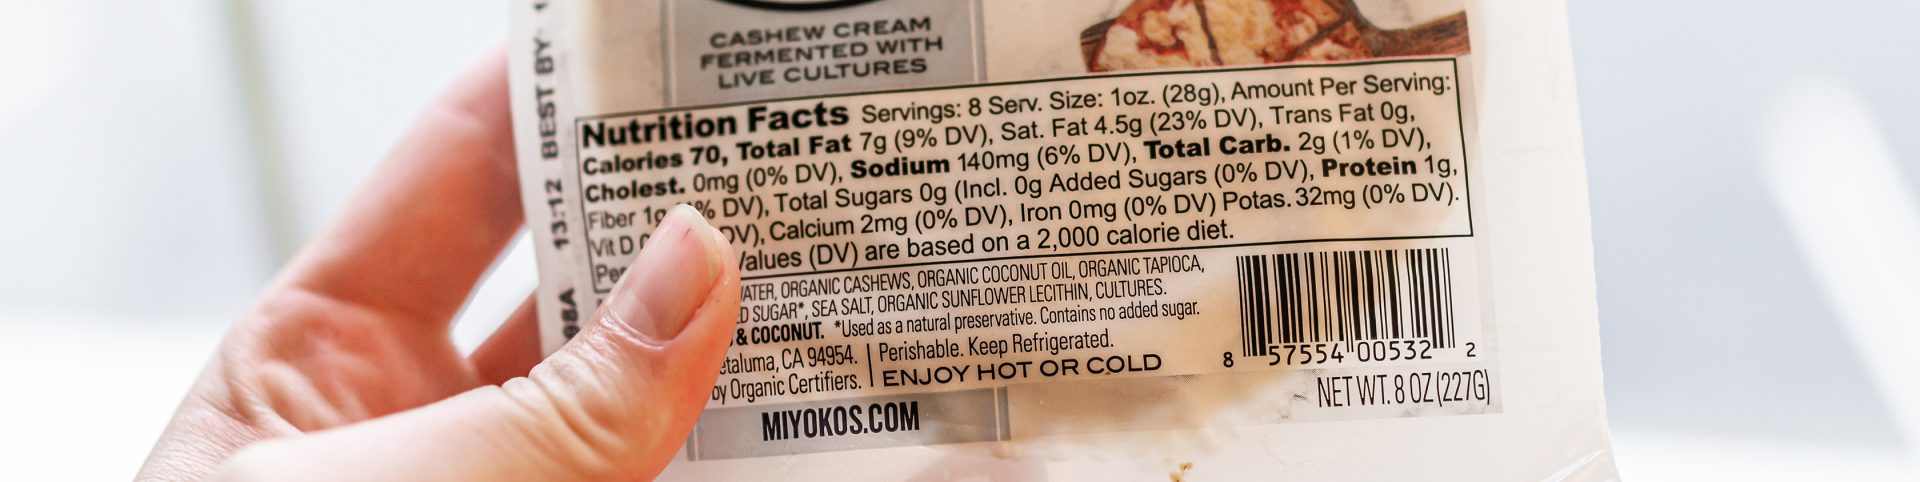 CASHEW CREAM
FERMENTED WITH
LIVE CULTURES
Nutrition Facts Servings: 8 Serv. Size: 1oz. (28g), Amount Per Serving:
Calories 70, Total Fat 7g (9% DV), Sat. Fat 4.5g (23% DV), Trans Fat 0g,
Cholest. 0mg (0% DV), Sodium 140mg (6% DV), Total Carb. 2g (1% DV),
Fiber % DV), Total Sugars 0g (Incl. 0g Added Sugars (0% DV), Protein 1g,
Vit D DV), Calcium 2mg (0% DV), Iron 0mg (0% DV) Potas. 32mg (0% DV).
(DV) are based on a 2,000 calorie diet.
ORGANIC CASHEWS, ORGANIC COCONUT OIL, ORGANIC TAPIOCA,
SUGAR*, SEA SALT, ORGANIC SUNFLOWER LECITHIN, CULTURES.
& COCONUT. *Used as a natural preservative. Contains no added sugar.
CA 94954. | Perishable. Keep Refrigerated.
by Organic Certifiers. | ENJOY HOT OR COLD
MIYOKOS.COM
8 57554 00532 2
NET WT. 8 OZ (227G)
13:12 BEST BY